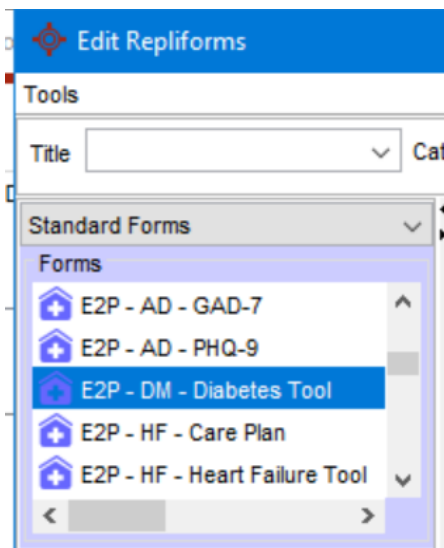 Edit Repliforms
Tools
Title
Cat
Standard Forms
Forms
E2P - AD - GAD-7
E2P - AD - PHQ-9
E2P - DM - Diabetes Tool
E2P - HF - Care Plan
E2P - HF - Heart Failure Tool